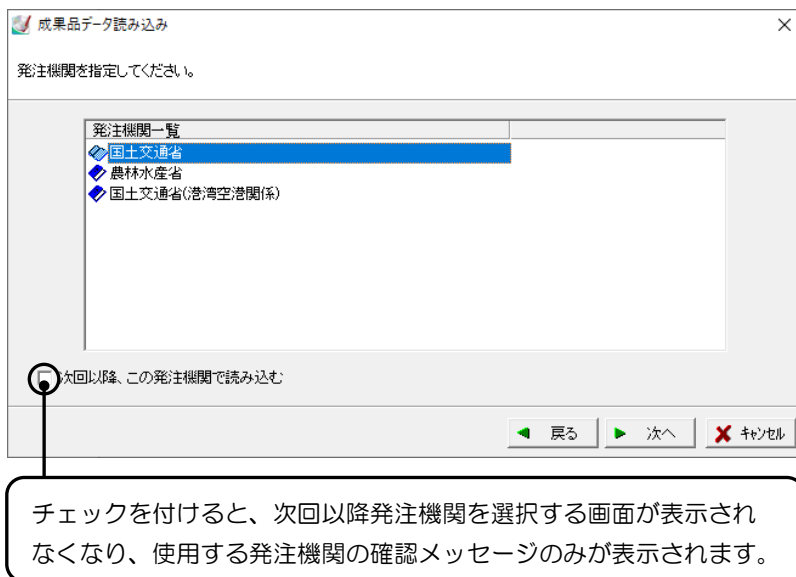 成果品データ読み込み
発注機関を指定してください。
発注機関一覧
国土交通省
農林水産省
国土交通省(港湾空港関係)
次回以降、この発注機関で読み込む
戻る
次へ
キャンセル
チェックを付けると、次回以降発注機関を選択する画面が表示され
なくなり、使用する発注機関の確認メッセージのみが表示されます。